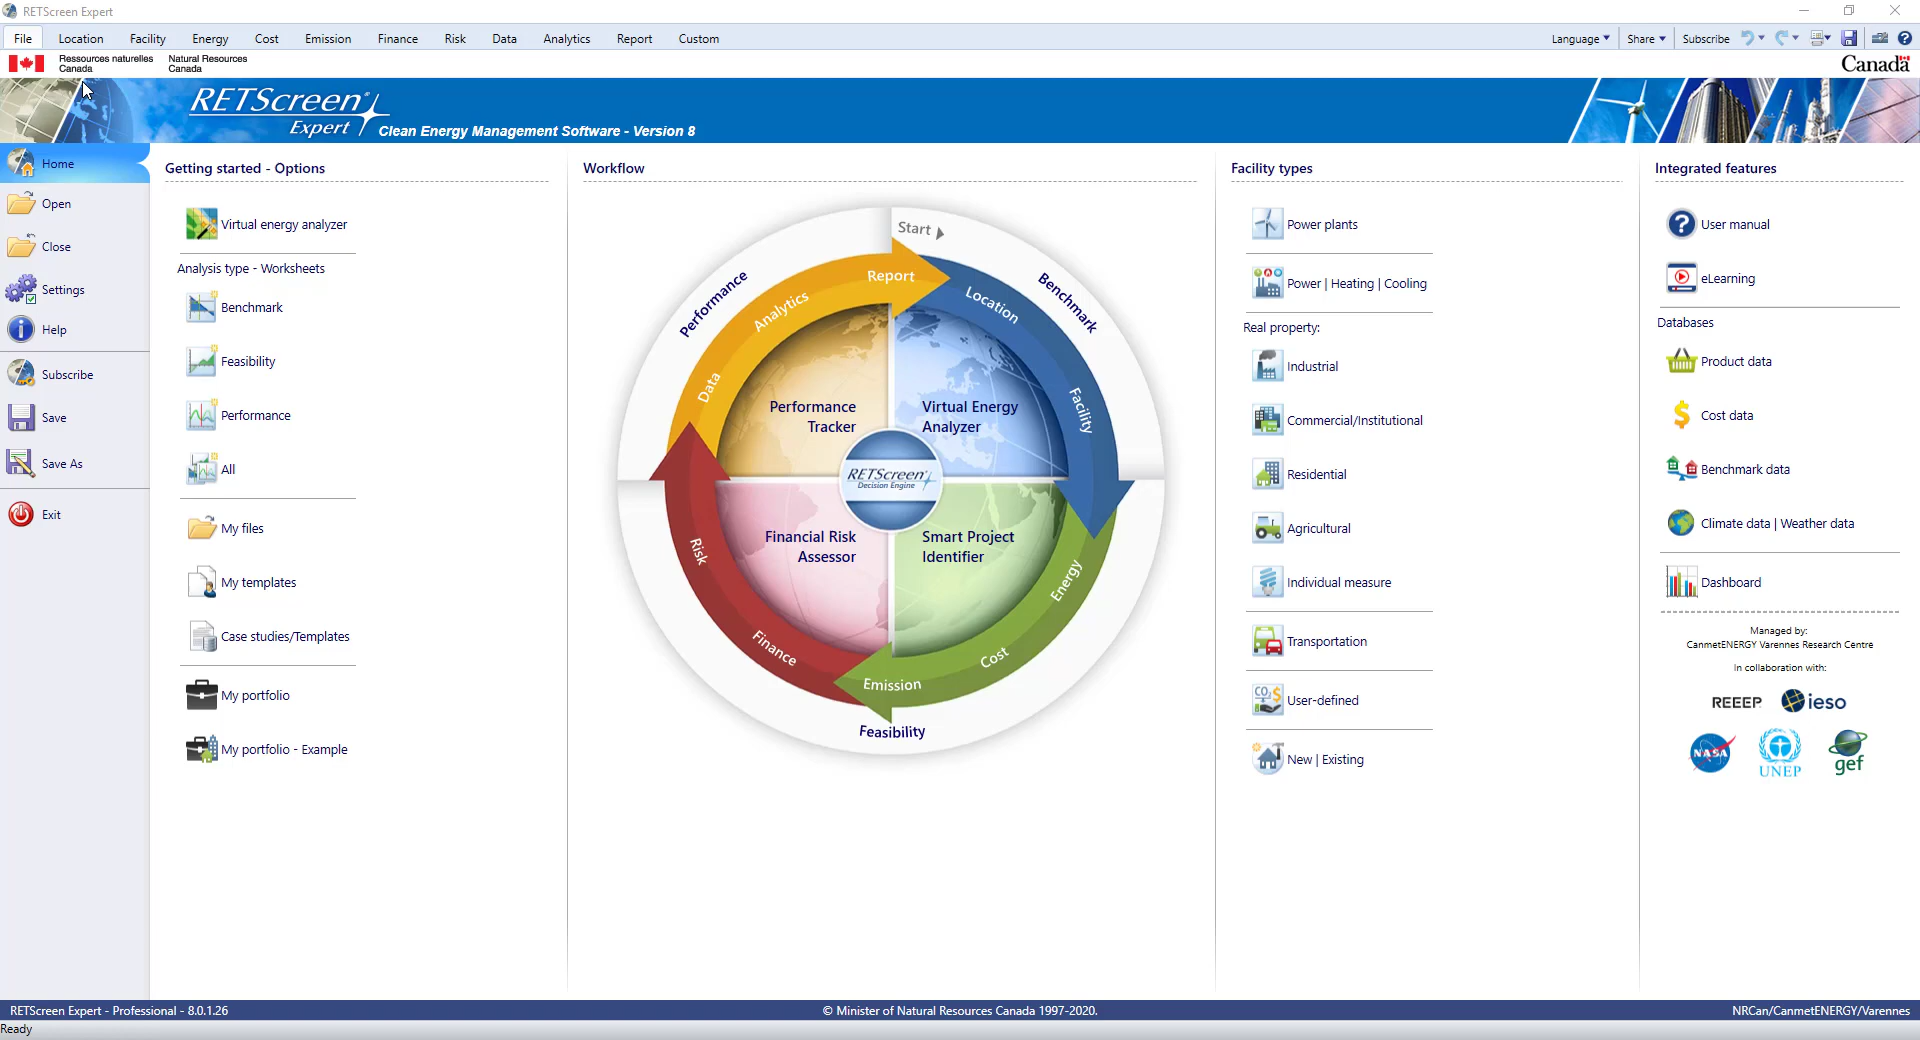 RETScreen Expert
File Location Facility Energy Cost Emission Finance Risk Data Analytics Report Custom
Language Share Subscribe
Ressources naturelles Canada
Natural Resources Canada
Canada
RETScreen®
Expert
Clean Energy Management Software - Version 8
Home
Open
Close
Settings
Help
Subscribe
Save
Save As
Exit
Getting started - Options
Virtual energy analyzer
Analysis type - Worksheets
Benchmark
Feasibility
Performance
All
My files
My templates
Case studies/Templates
My portfolio
My portfolio - Example
Workflow
Start
Benchmark
Performance
Feasibility
Location
Facility
Energy
Cost
Emission
Finance
Risk
Data
Analytics
Report
Performance Tracker
Virtual Energy Analyzer
RETScreen
Decision Engine
Financial Risk Assessor
Smart Project Identifier
Facility types
Power plants
Power | Heating | Cooling
Real property:
Industrial
Commercial/Institutional
Residential
Agricultural
Individual measure
Transportation
CO₂ $
User-defined
New | Existing
Integrated features
User manual
eLearning
Databases
Product data
Cost data
Benchmark data
Climate data | Weather data
Dashboard
Managed by:
CanmetENERGY Varennes Research Centre
In collaboration with:
REEEP
ieso
NASA
UNEP
gef
RETScreen Expert - Professional - 8.0.1.26
© Minister of Natural Resources Canada 1997-2020.
NRCan/CanmetENERGY/Varennes
Ready